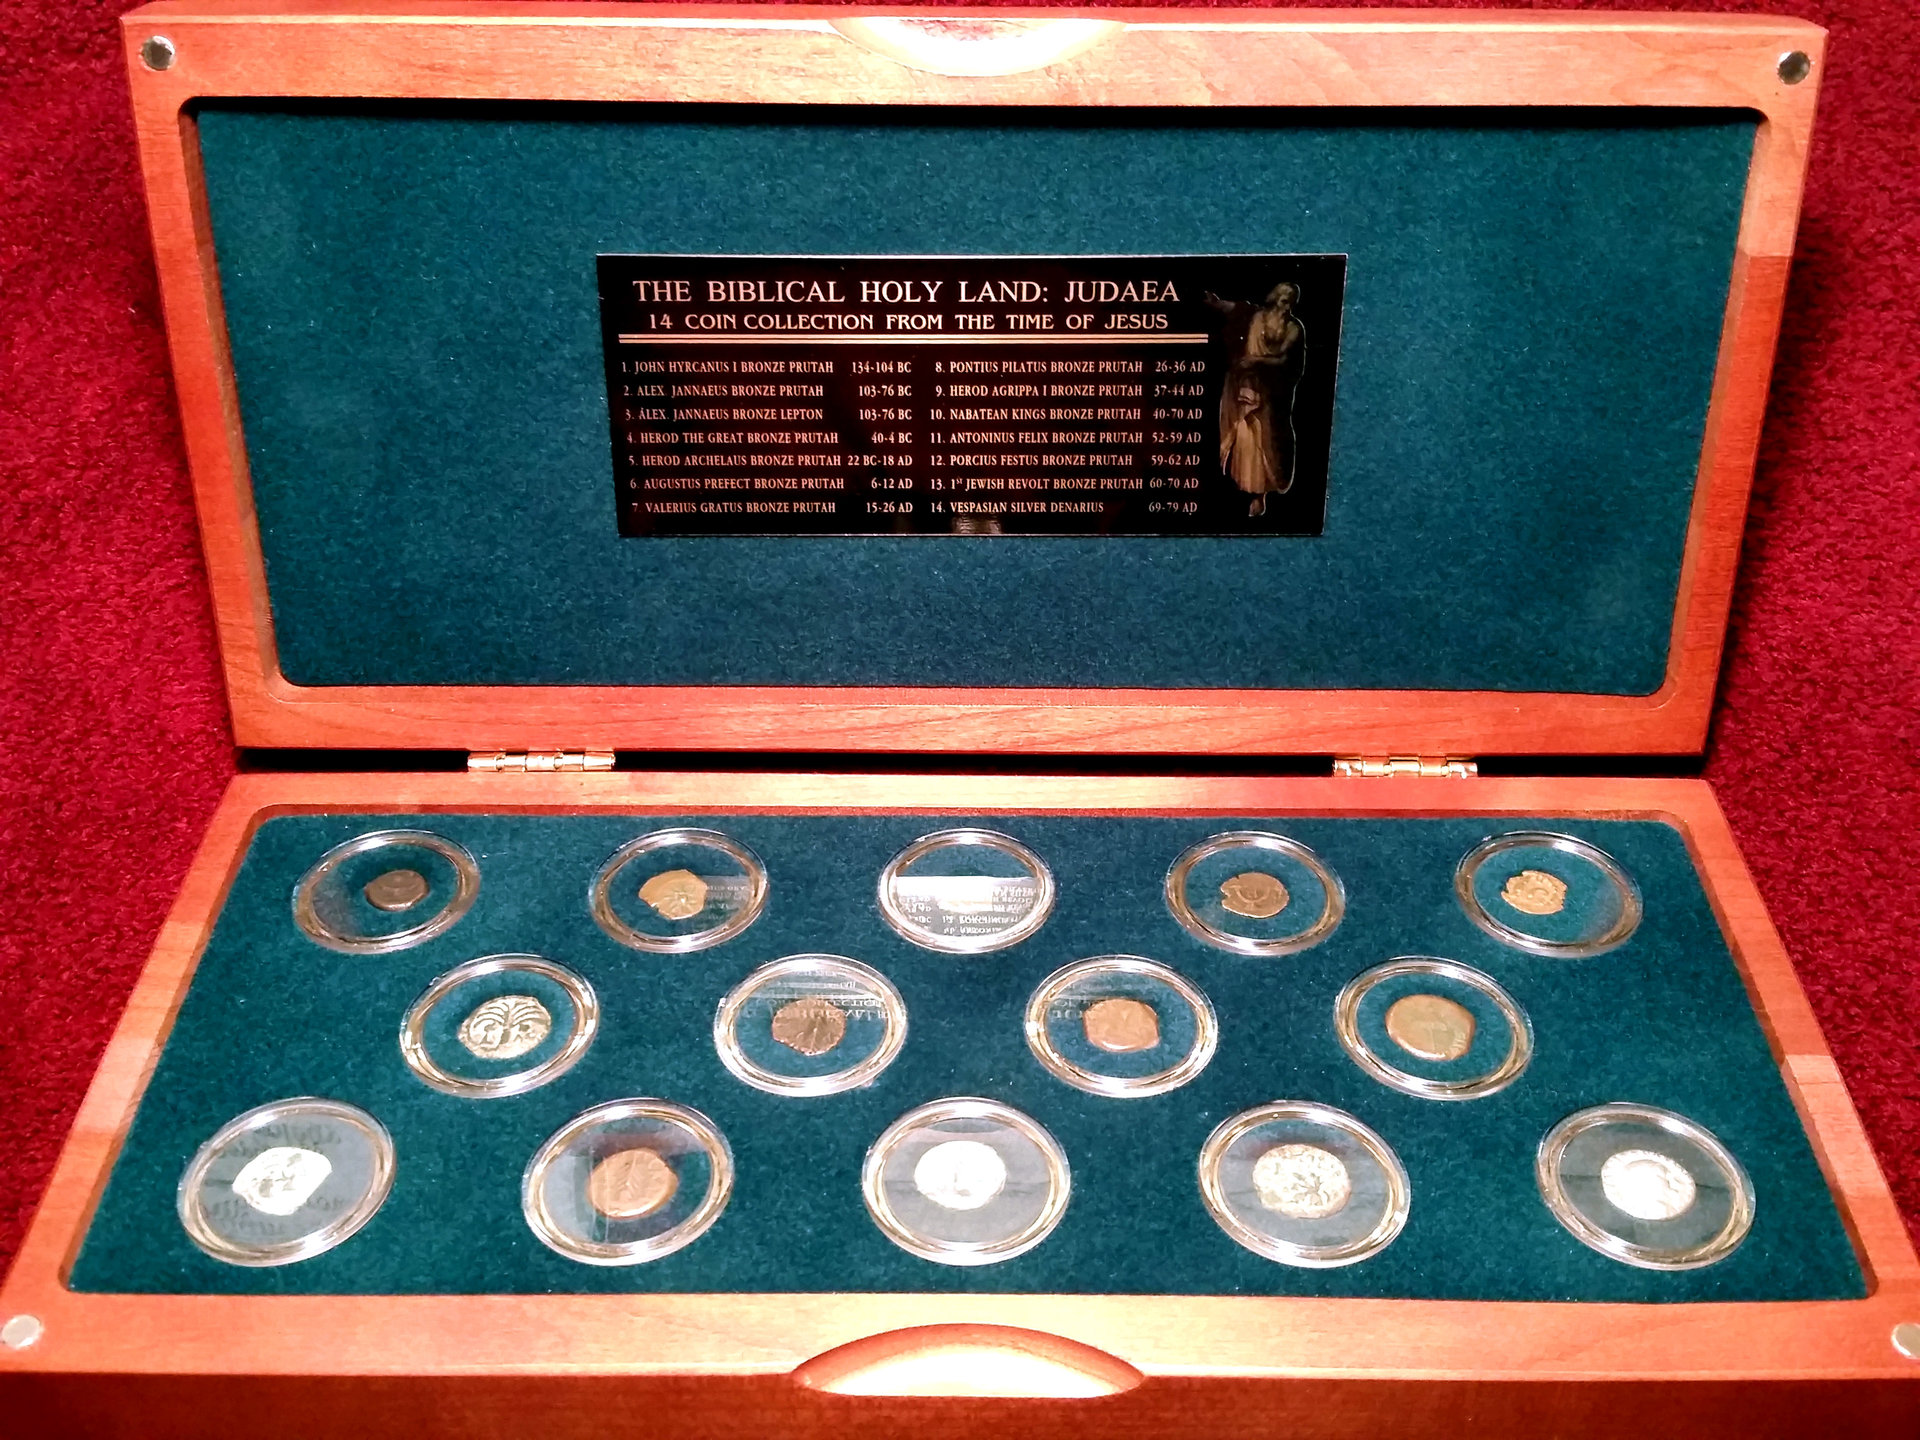 THE BIBLICAL HOLY LAND: JUDAEA
14 COIN COLLECTION FROM THE TIME OF JESUS
1. JOHN HYRCANUS I BRONZE PRUTAH 134-104 BC
2. ALEX. JANNAEUS BRONZE PRUTAH 103-76 BC
3. ALEX. JANNAEUS BRONZE LEPTON 103-76 BC
4. HEROD THE GREAT BRONZE PRUTAH 40-4 BC
5. HEROD ARCHELAUS BRONZE PRUTAH 22 BC-18 AD
6. AUGUSTUS PREFECT BRONZE PRUTAH 6-12 AD
7. VALERIUS GRATUS BRONZE PRUTAH 15-26 AD
8. PONTIUS PILATUS BRONZE PRUTAH 26-36 AD
9. HEROD AGRIPPA I BRONZE PRUTAH 37-44 AD
10. NABATEAN KINGS BRONZE PRUTAH 40-70 AD
11. ANTONINUS FELIX BRONZE PRUTAH 52-59 AD
12. PORCIUS FESTUS BRONZE PRUTAH 59-62 AD
13. 1st JEWISH REVOLT BRONZE PRUTAH 60-70 AD
14. VESPASIAN SILVER DENARIUS 69-79 AD